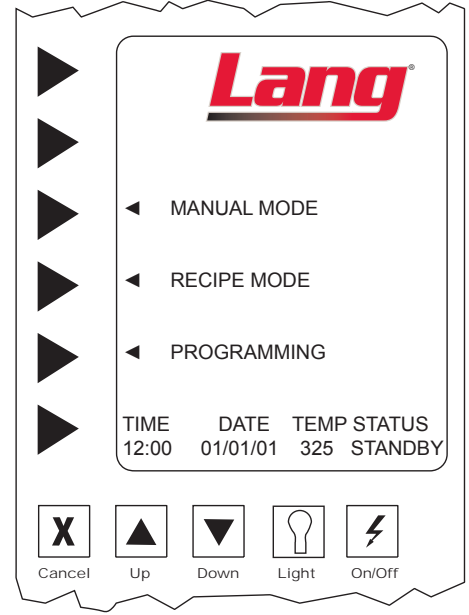 Lang®
MANUAL MODE
RECIPE MODE
PROGRAMMING
TIME DATE TEMP STATUS
12:00 01/01/01 325 STANDBY
X
Cancel Up Down Light On/Off